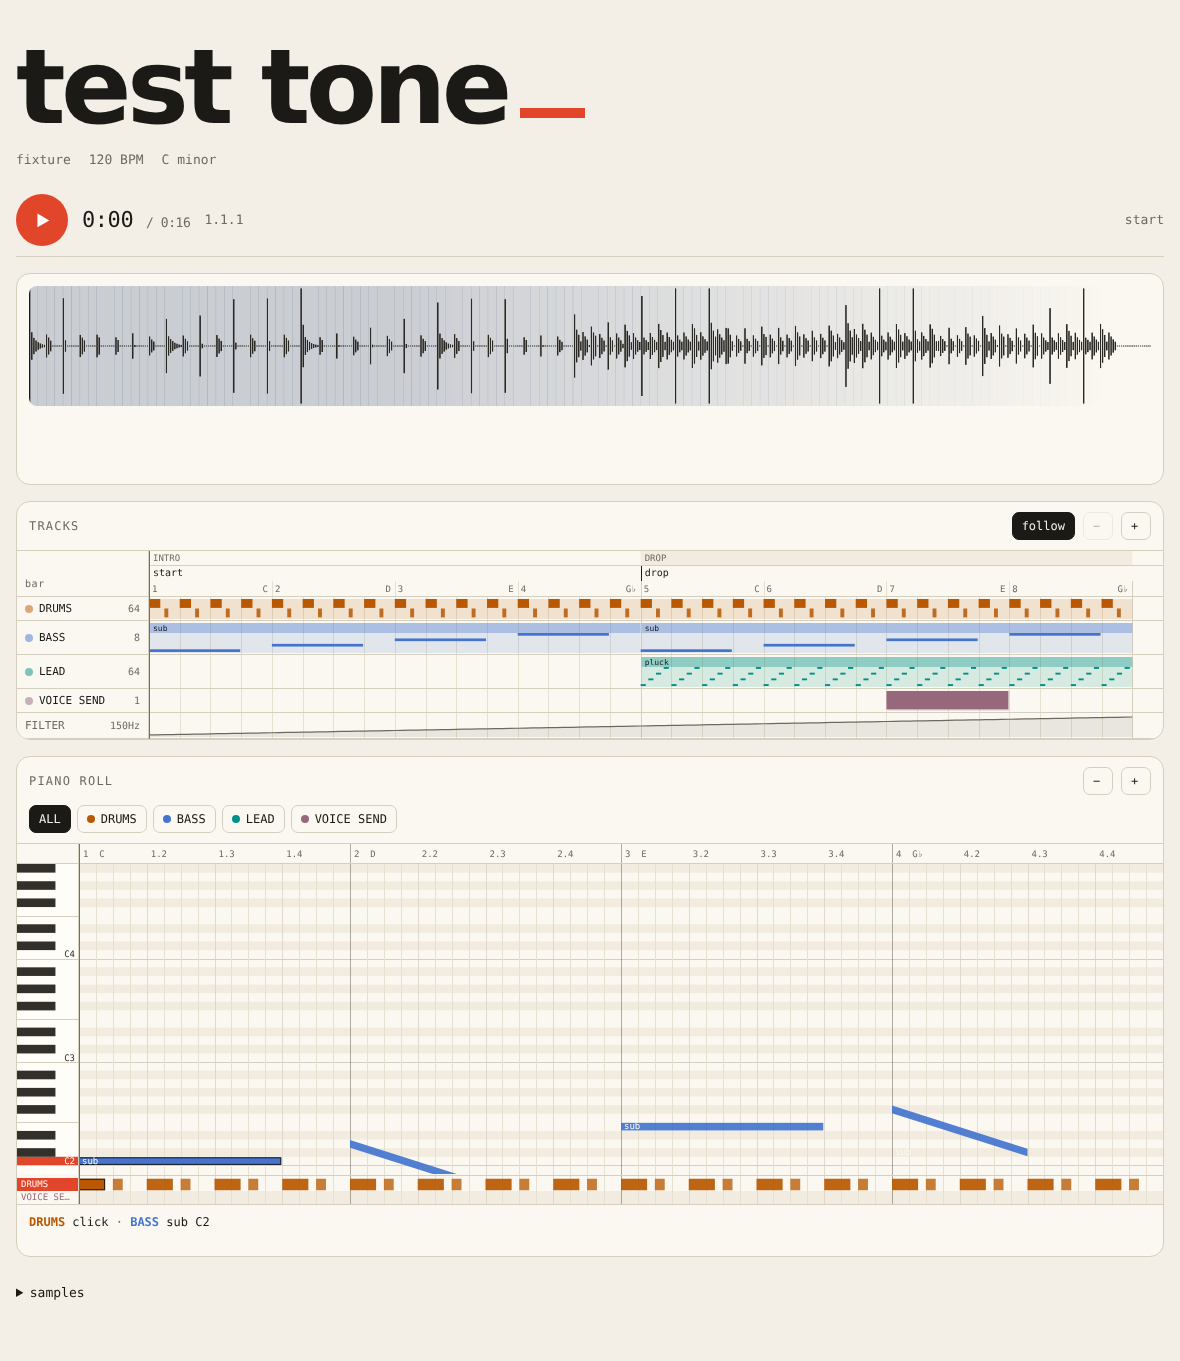 test tone
fixture 120 BPM C minor
0:00 / 0:16 1.1.1 start
TRACKS follow − +
INTRO DROP
start drop
bar 1 C 2 D 3 E 4 G♭ 5 C 6 D 7 E 8 G♭
DRUMS 64
BASS 8 sub sub
LEAD 64 pluck
VOICE SEND 1
FILTER 150Hz
PIANO ROLL − +
ALL DRUMS BASS LEAD VOICE SEND
1 C 1.2 1.3 1.4 2 D 2.2 2.3 2.4 3 E 3.2 3.3 3.4 4 G♭ 4.2 4.3 4.4
C4
C3
sub
C2 sub
DRUMS
VOICE SE…
DRUMS click · BASS sub C2
samples